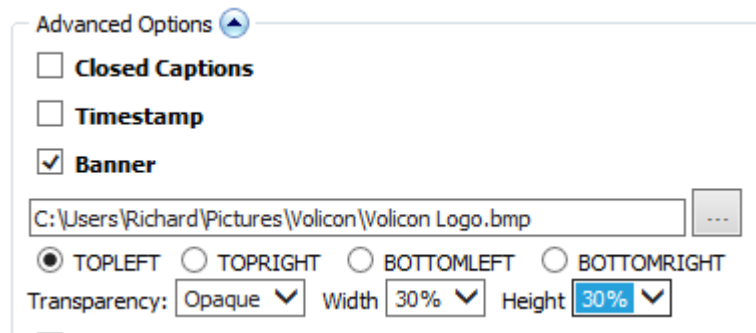 Advanced Options
Closed Captions
Timestamp
Banner
C:\Users\Richard\Pictures\Volicon\Volicon Logo.bmp ...
TOPLEFT TOPRIGHT BOTTOMLEFT BOTTOMRIGHT
Transparency: Opaque Width 30% Height 30%